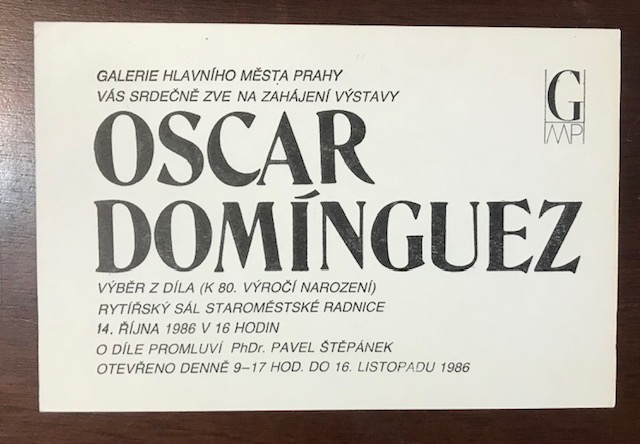 GALERIE HLAVNÍHO MĚSTA PRAHY
VÁS SRDEČNĚ ZVE NA ZAHÁJENÍ VÝSTAVY
G
MP
OSCAR
DOMÍNGUEZ
VÝBĚR Z DÍLA (K 80. VÝROČÍ NAROZENÍ)
RYTÍŘSKÝ SÁL STAROMĚSTSKÉ RADNICE
14. ŘÍJNA 1986 V 16 HODIN
O DÍLE PROMLUVÍ PhDr. PAVEL ŠTĚPÁNEK
OTEVŘENO DENNĚ 9–17 HOD. DO 16. LISTOPADU 1986